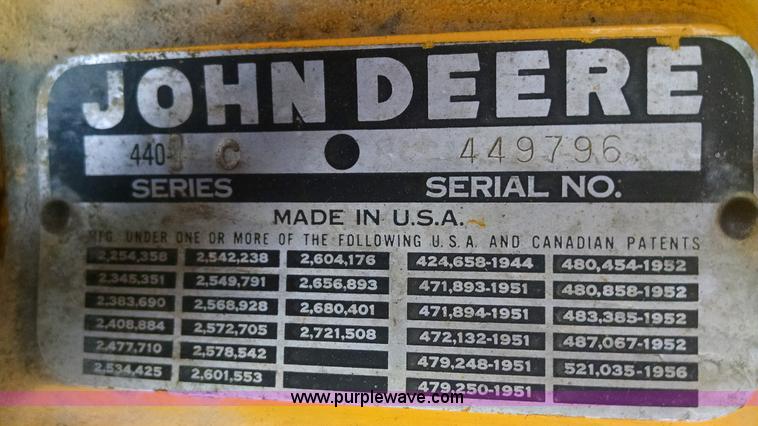 JOHN DEERE
440-I C 449796
SERIES SERIAL NO.
MADE IN U.S.A.
MFG. UNDER ONE OR MORE OF THE FOLLOWING U.S.A. AND CANADIAN PATENTS
2,254,358 2,542,238 2,604,176 424,658-1944 480,454-1952
2,345,351 2,549,791 2,656,893 471,893-1951 480,858-1952
2,383,690 2,568,928 2,680,401 471,894-1951 483,385-1952
2,408,884 2,572,705 2,721,508 472,132-1951 487,067-1952
2,477,710 2,578,542 479,248-1951 521,035-1956
2,534,425 2,601,553 479,250-1951
www.purplewave.com